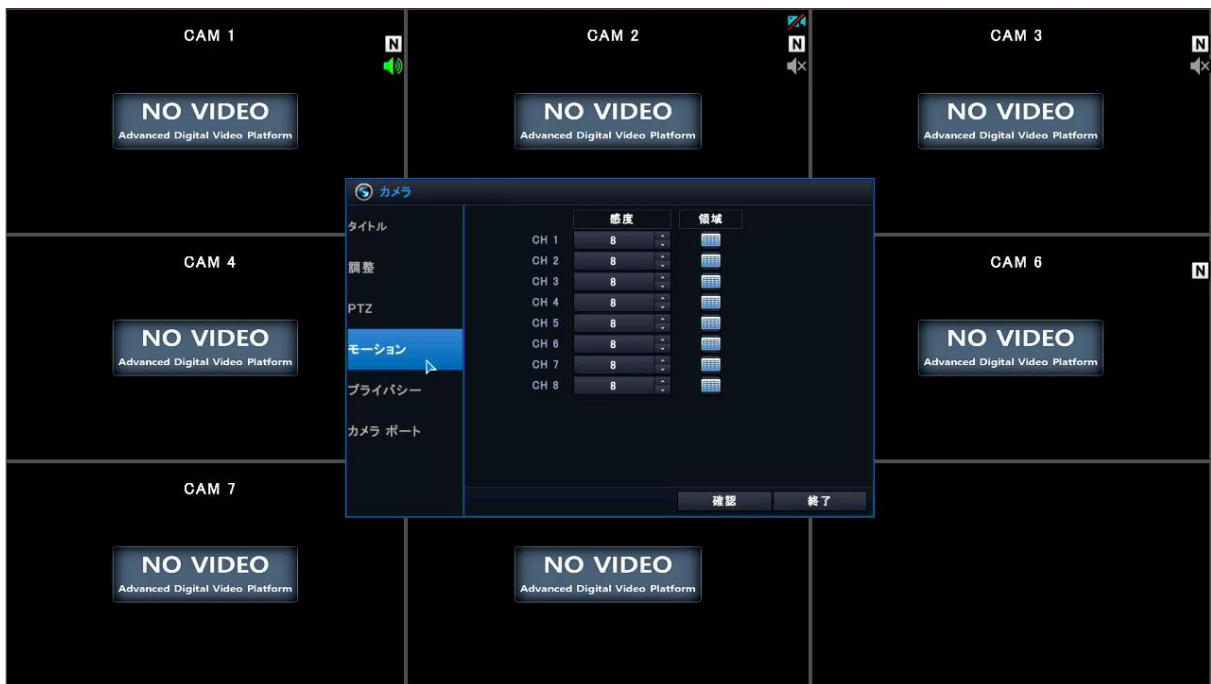 CAM 1
N
CAM 2
N
CAM 3
N
NO VIDEO
Advanced Digital Video Platform
NO VIDEO
Advanced Digital Video Platform
NO VIDEO
Advanced Digital Video Platform
カメラ
タイトル
調整
PTZ
モーション
プライバシー
カメラ ポート
感度 領域
CH 1 8
CH 2 8
CH 3 8
CH 4 8
CH 5 8
CH 6 8
CH 7 8
CH 8 8
確認 終了
CAM 4
CAM 6
N
NO VIDEO
Advanced Digital Video Platform
NO VIDEO
Advanced Digital Video Platform
CAM 7
NO VIDEO
Advanced Digital Video Platform
NO VIDEO
Advanced Digital Video Platform